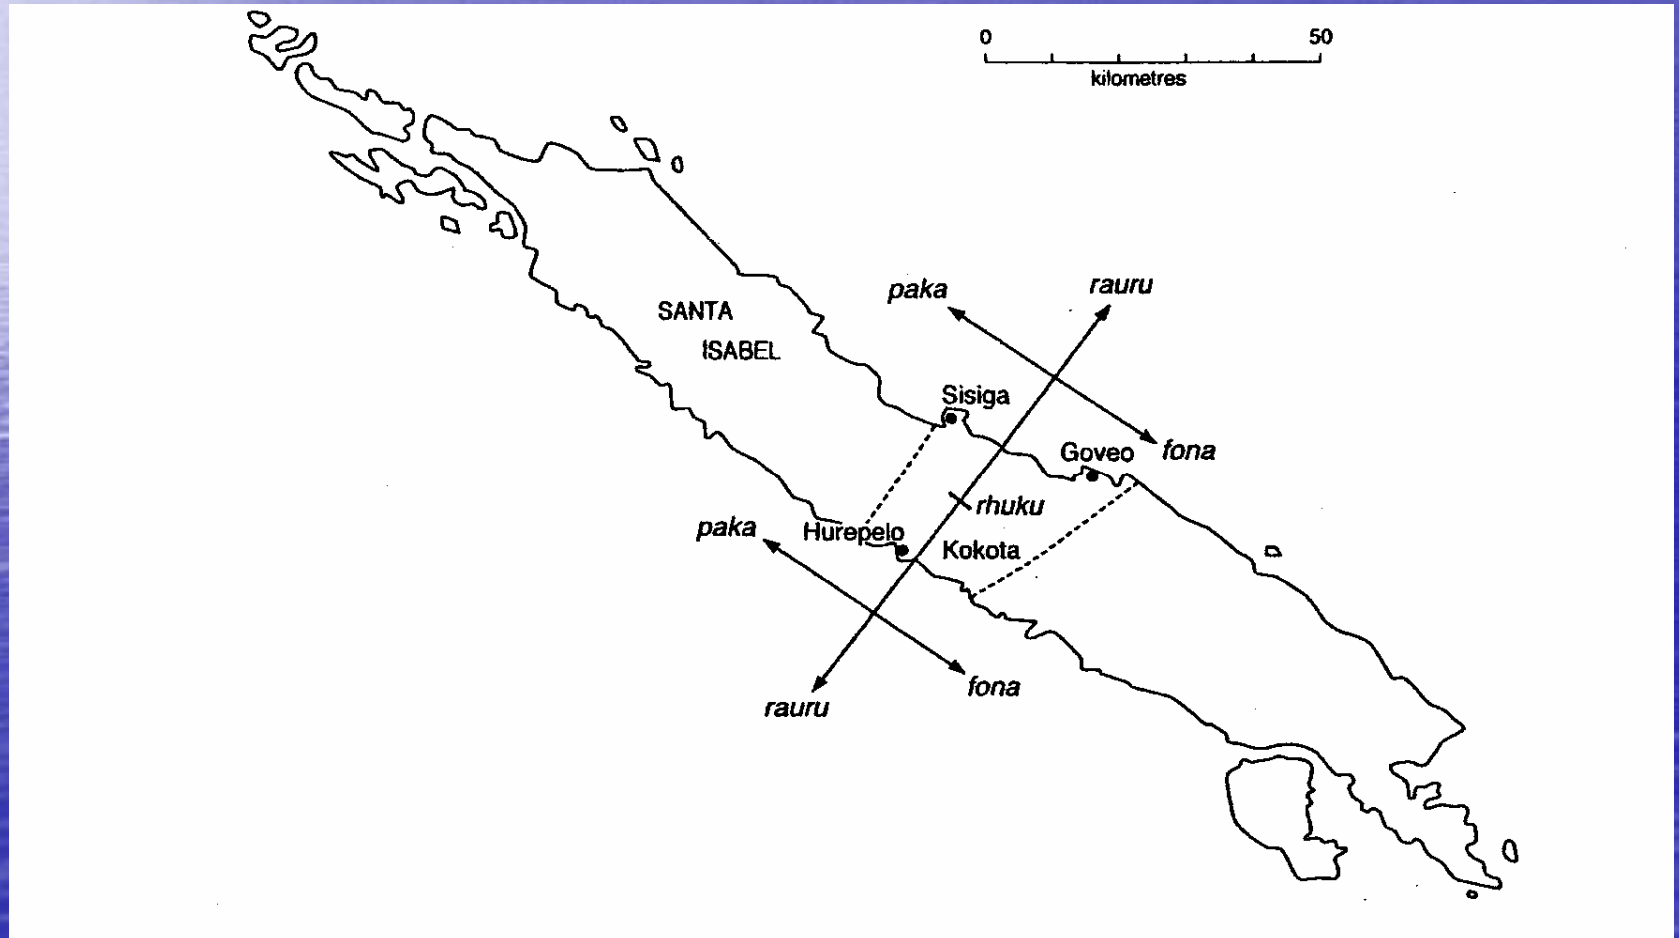 0 50
kilometres
paka rauru
SANTA
ISABEL
Sisiga
Goveo
fona
rhuku
paka
Hurepelo
Kokota
fona
rauru